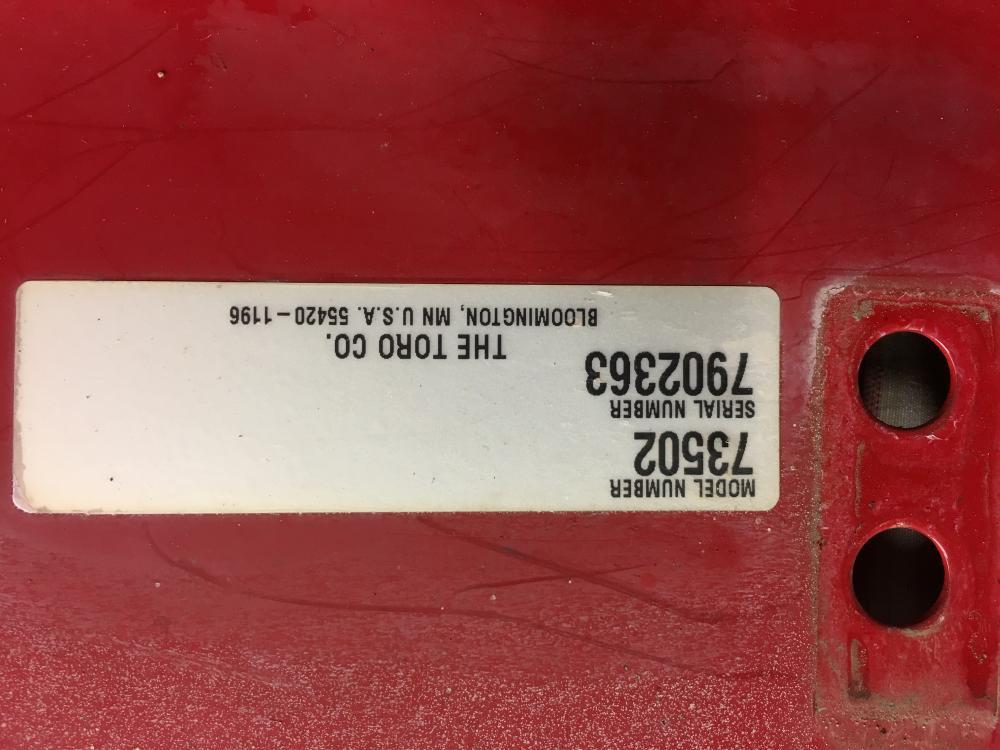 MODEL NUMBER
73502
SERIAL NUMBER
7902363
THE TORO CO.
BLOOMINGTON, MN U.S.A. 55420-1196